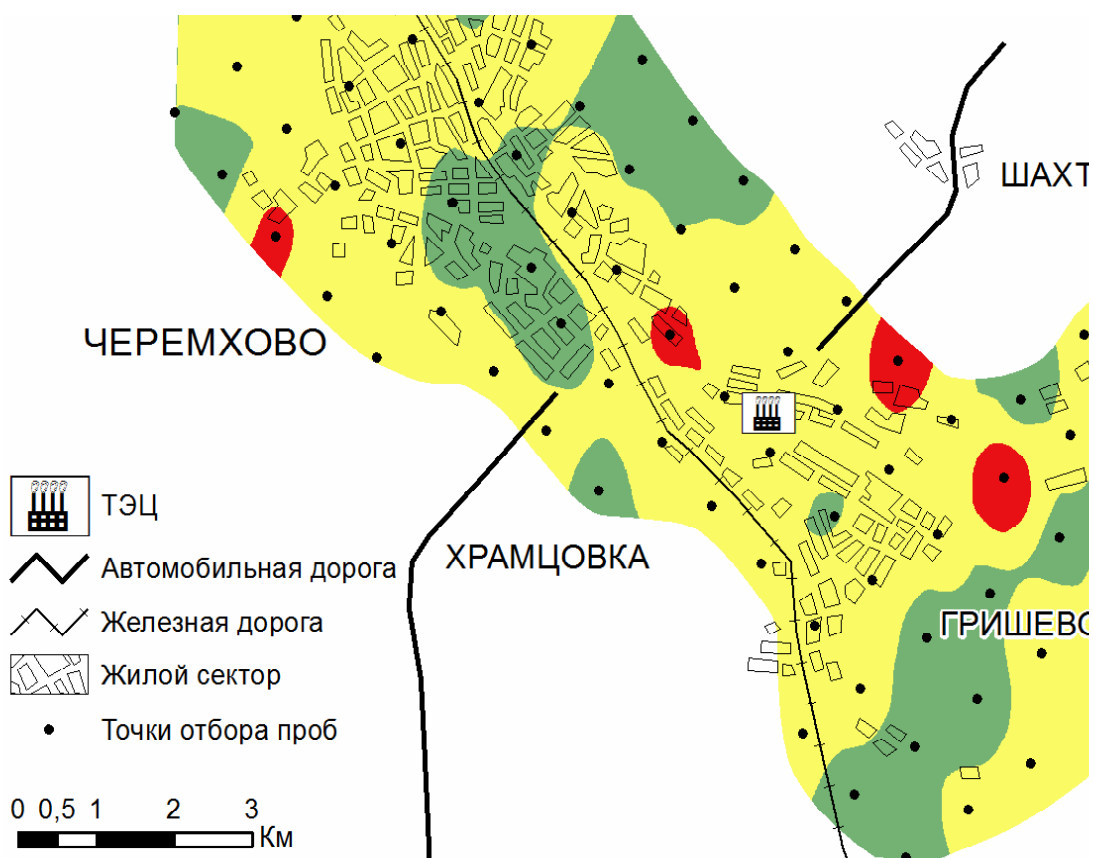 ШАХТ
ЧЕРЕМХОВО
ТЭЦ
ХРАМЦОВКА
Автомобильная дорога
Железная дорога
ГРИШЕВО
Жилой сектор
Точки отбора проб
0 0,5 1 2 3
Км